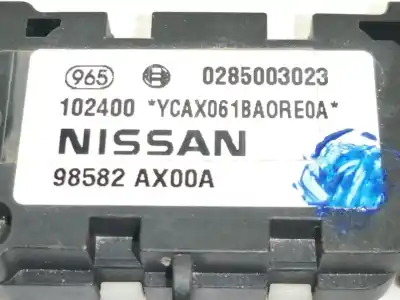 965 0285003023
102400 *YCAX061BA0RE0A*
NISSAN
98582 AX00A